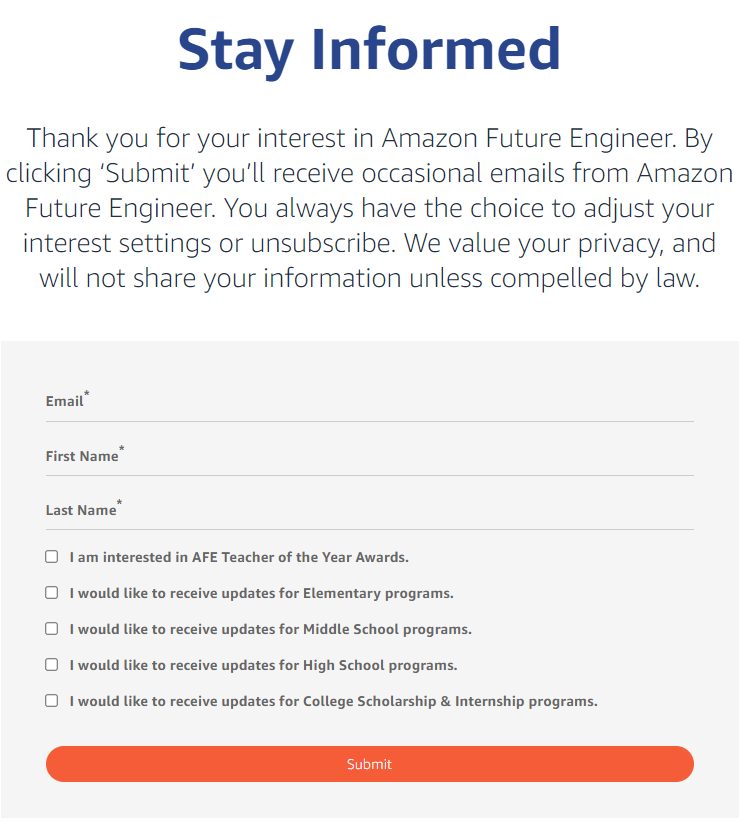 Stay Informed
Thank you for your interest in Amazon Future Engineer. By
clicking ‘Submit’ you’ll receive occasional emails from Amazon
Future Engineer. You always have the choice to adjust your
interest settings or unsubscribe. We value your privacy, and
will not share your information unless compelled by law.
Email*
First Name*
Last Name*
I am interested in AFE Teacher of the Year Awards.
I would like to receive updates for Elementary programs.
I would like to receive updates for Middle School programs.
I would like to receive updates for High School programs.
I would like to receive updates for College Scholarship & Internship programs.
Submit